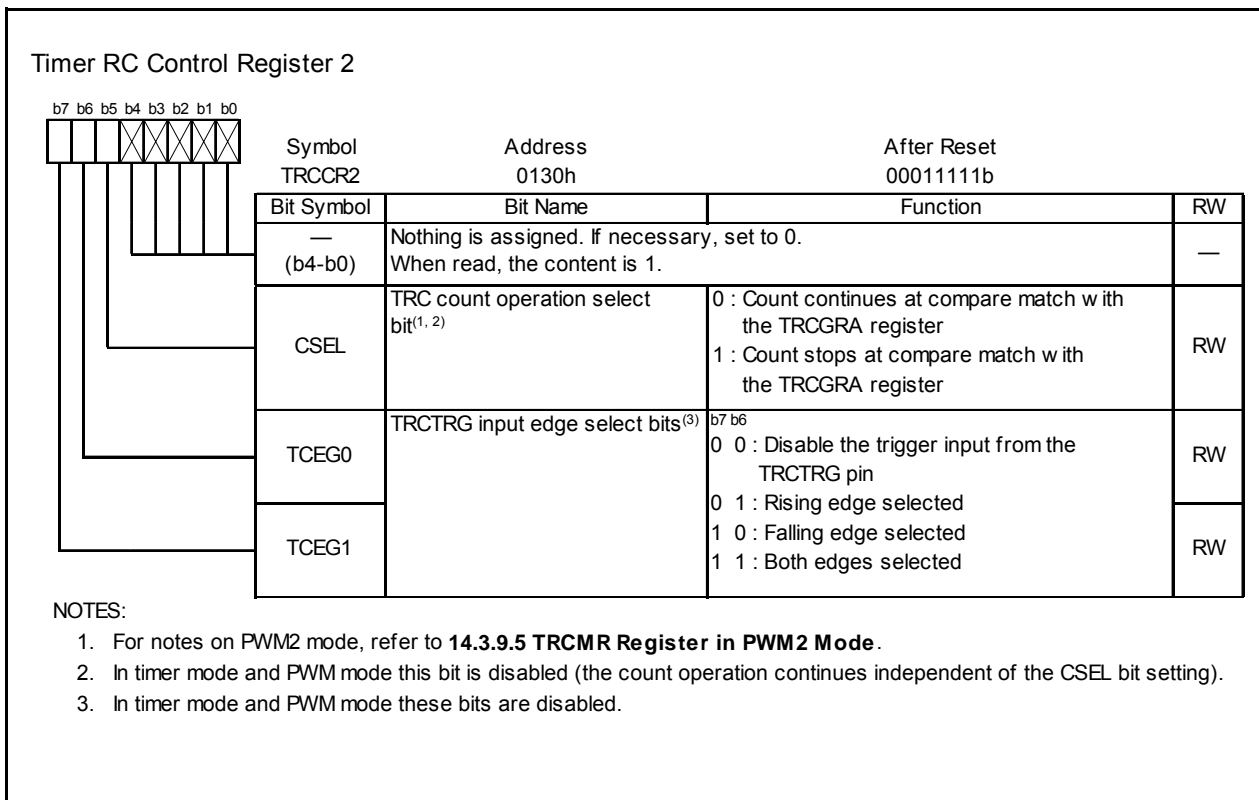 Timer RC Control Register 2
b7 b6 b5 b4 b3 b2 b1 b0
Symbol Address After Reset
TRCCR2 0130h 00011111b
Bit Symbol Bit Name Function RW
—
(b4-b0)
Nothing is assigned. If necessary, set to 0.
When read, the content is 1.
—
CSEL
TRC count operation select
bit(1, 2)
0 : Count continues at compare match w ith
the TRCGRA register
1 : Count stops at compare match w ith
the TRCGRA register
RW
TCEG0
TRCTRG input edge select bits(3)
b7 b6
0 0 : Disable the trigger input from the
TRCTRG pin
0 1 : Rising edge selected
1 0 : Falling edge selected
1 1 : Both edges selected
RW
TCEG1
RW
NOTES:
1. For notes on PWM2 mode, refer to 14.3.9.5 TRCMR Register in PWM2 Mode.
2. In timer mode and PWM mode this bit is disabled (the count operation continues independent of the CSEL bit setting).
3. In timer mode and PWM mode these bits are disabled.